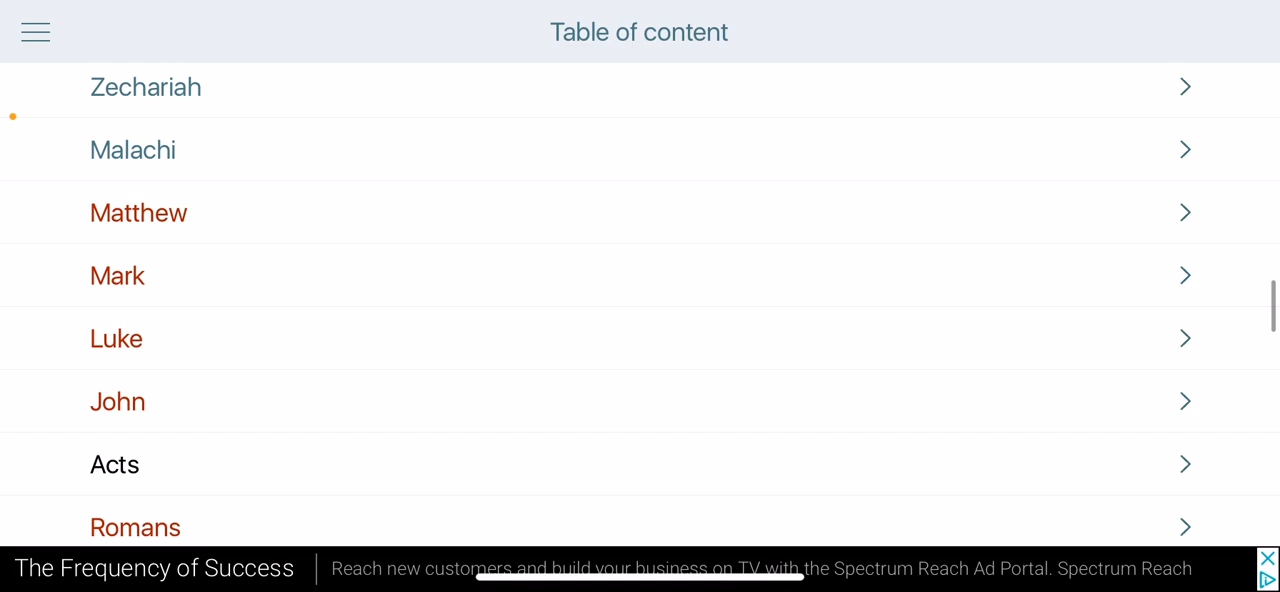 Table of content
Zechariah
Malachi
Matthew
Mark
Luke
John
Acts
Romans
The Frequency of Success
Reach new customers and build your business on TV with the Spectrum Reach Ad Portal. Spectrum Reach